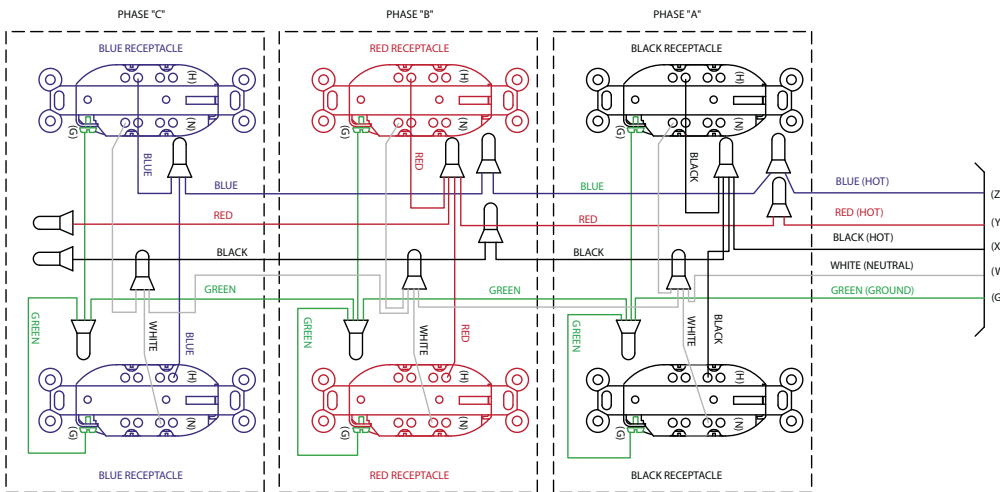 PHASE "C"
PHASE "B"
PHASE "A"
BLUE RECEPTACLE
RED RECEPTACLE
BLACK RECEPTACLE
(H)
(H)
(H)
(G)
(N)
(G)
(N)
(G)
(N)
BLUE
RED
BLACK
BLUE
BLUE
BLUE (HOT)
(Z
RED
RED
RED (HOT)
(Y
BLACK
BLACK
BLACK (HOT)
(X
WHITE (NEUTRAL)
(W
GREEN
GREEN
GREEN (GROUND)
(G
GREEN
WHITE
BLUE
GREEN
WHITE
RED
GREEN
WHITE
BLACK
(H)
(H)
(H)
(G)
(N)
(G)
(N)
(G)
(N)
BLUE RECEPTACLE
RED RECEPTACLE
BLACK RECEPTACLE